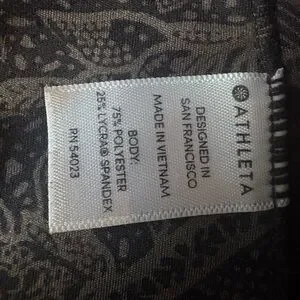 ATHLETA
DESIGNED IN
SAN FRANCISCO
MADE IN VIETNAM
BODY:
75% POLYESTER
25% LYCRA® SPANDEX
RN 54023